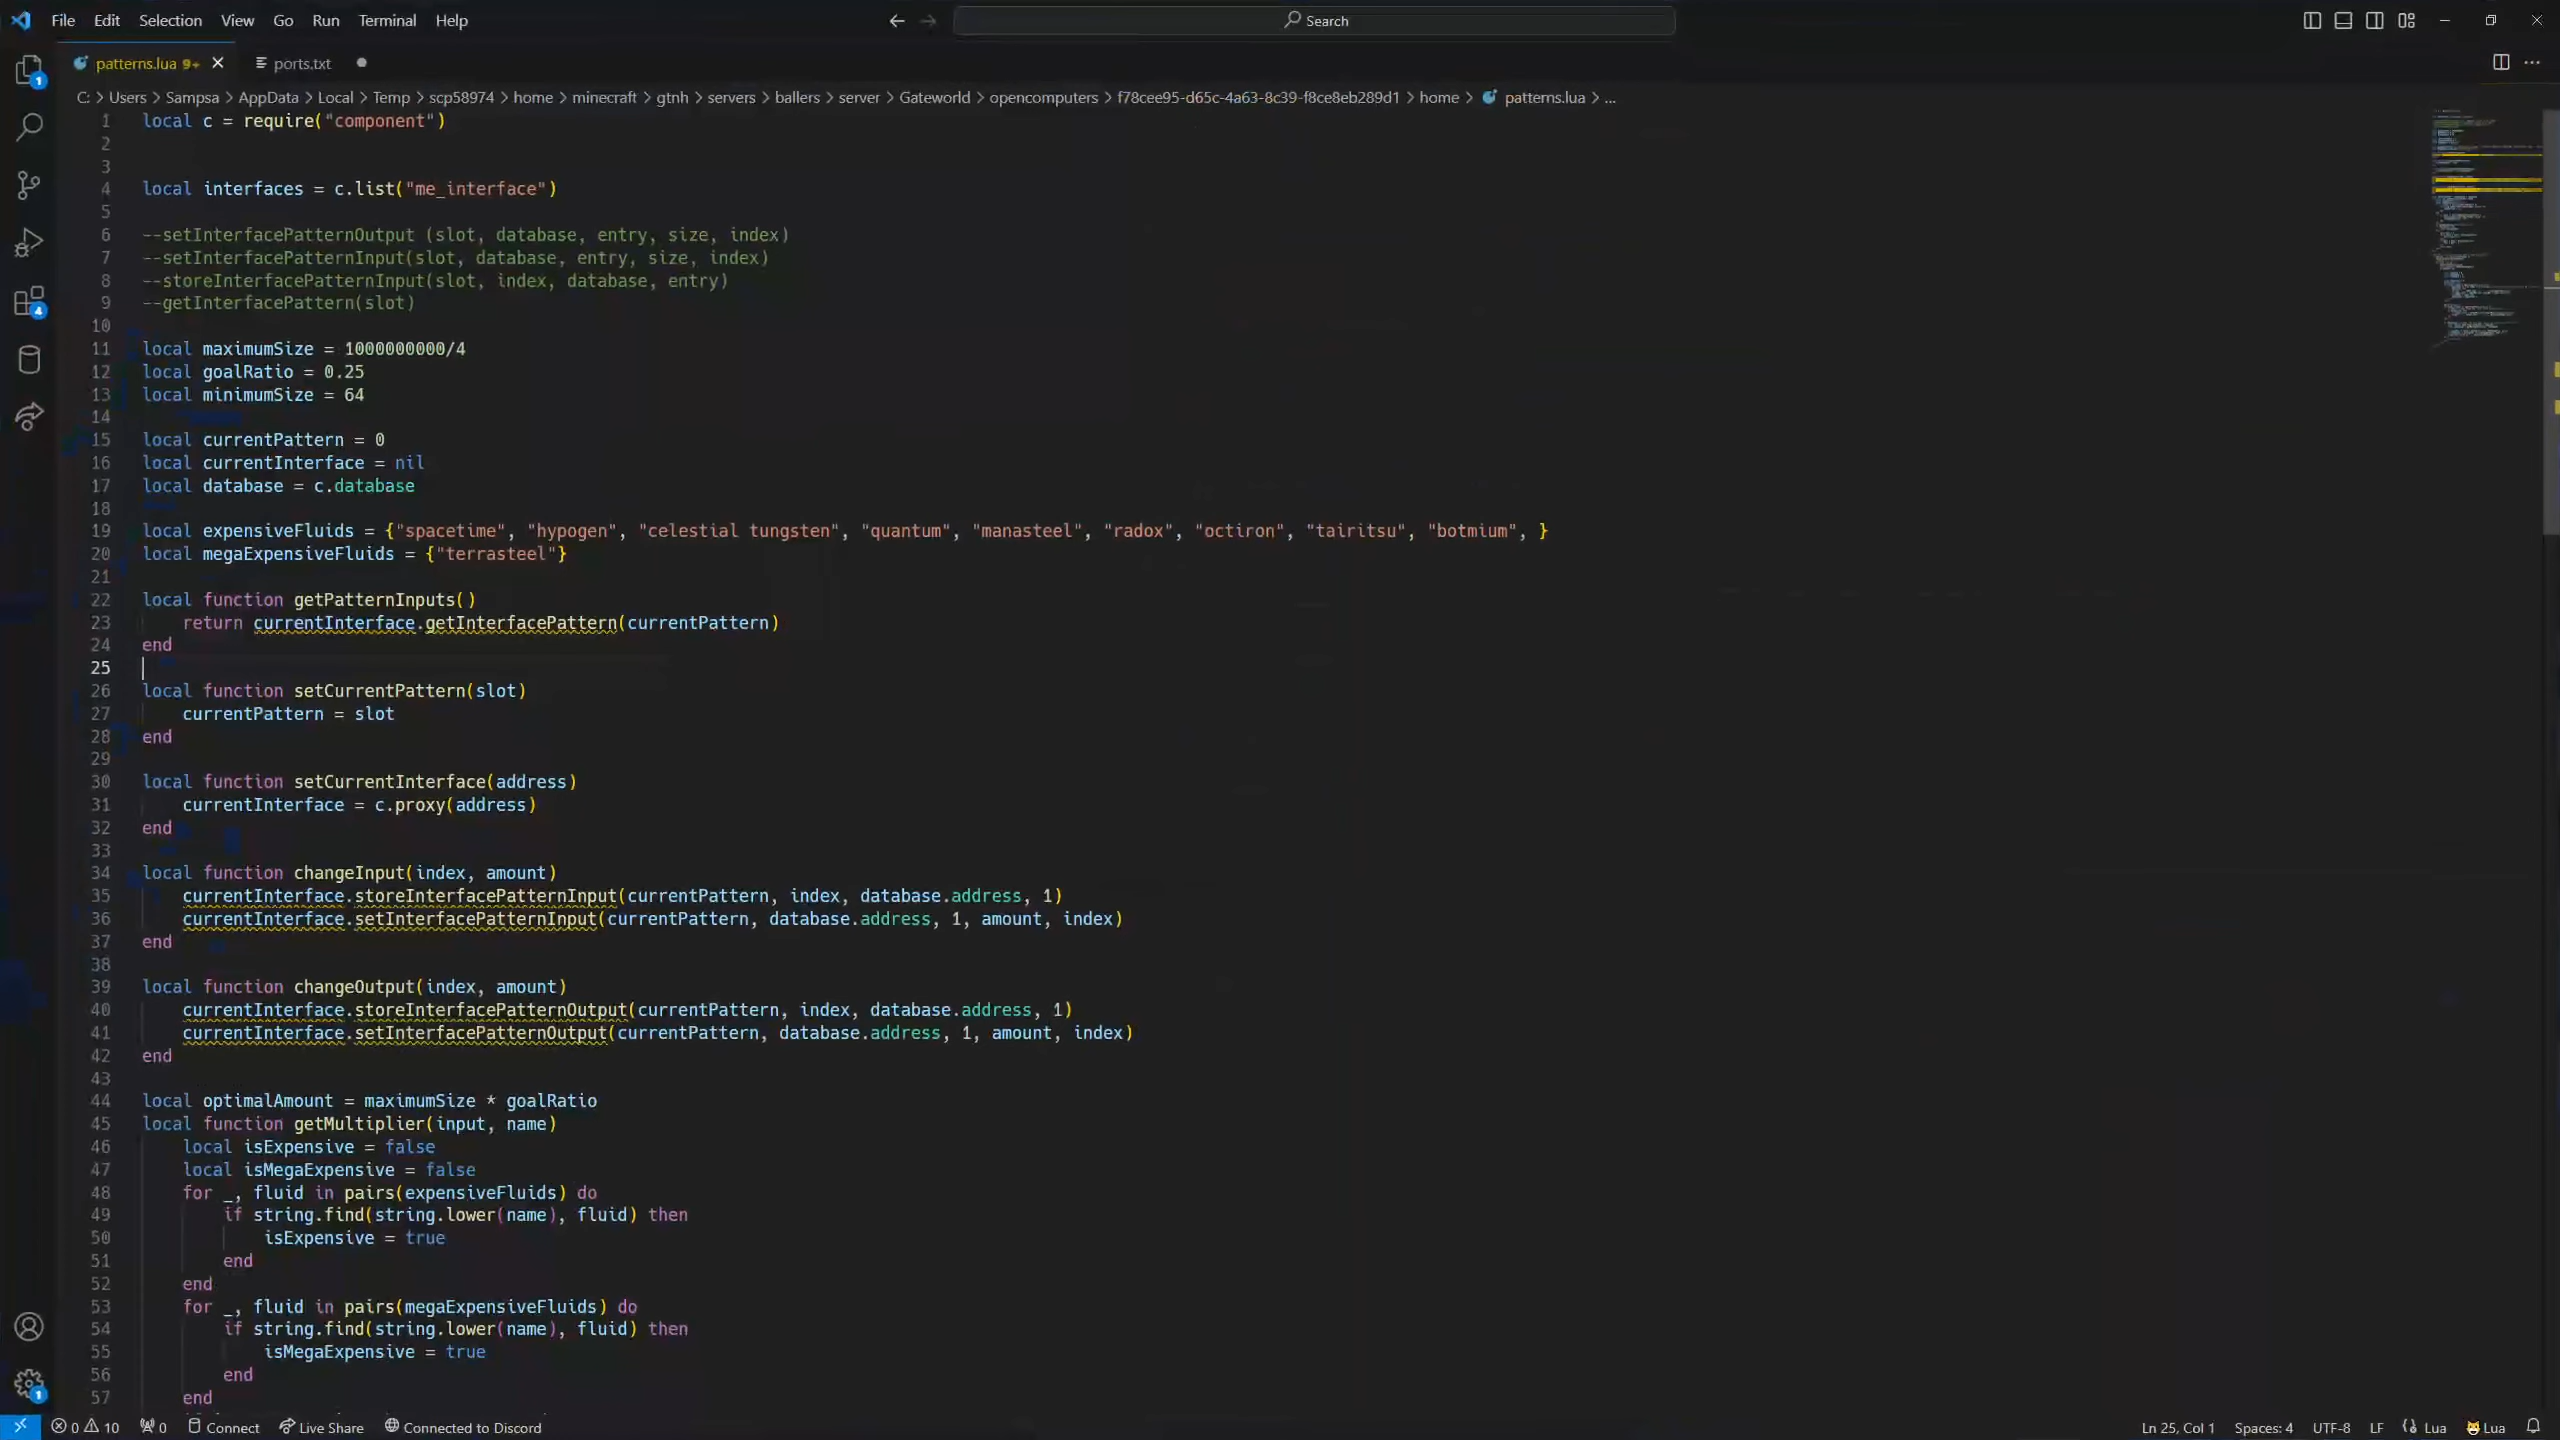 File Edit Selection View Go Run Terminal Help
Search
patterns.lua 9+
ports.txt
C: > Users > Sampsa > AppData > Local > Temp > scp58974 > home > minecraft > gtnh > servers > ballers > server > Gateworld > opencomputers > f78cee95-d65c-4a63-8c39-f8ce8eb289d1 > home > patterns.lua > ...
1 local c = require("component")
2
3
4 local interfaces = c.list("me_interface")
5
6 --setInterfacePatternOutput (slot, database, entry, size, index)
7 --setInterfacePatternInput(slot, database, entry, size, index)
8 --storeInterfacePatternInput(slot, index, database, entry)
9 --getInterfacePattern(slot)
10
11 local maximumSize = 1000000000/4
12 local goalRatio = 0.25
13 local minimumSize = 64
14
15 local currentPattern = 0
16 local currentInterface = nil
17 local database = c.database
18
19 local expensiveFluids = {"spacetime", "hypogen", "celestial tungsten", "quantum", "manasteel", "radox", "octiron", "tairitsu", "botmium", }
20 local megaExpensiveFluids = {"terrasteel"}
21
22 local function getPatternInputs()
23 return currentInterface.getInterfacePattern(currentPattern)
24 end
25
26 local function setCurrentPattern(slot)
27 currentPattern = slot
28 end
29
30 local function setCurrentInterface(address)
31 currentInterface = c.proxy(address)
32 end
33
34 local function changeInput(index, amount)
35 currentInterface.storeInterfacePatternInput(currentPattern, index, database.address, 1)
36 currentInterface.setInterfacePatternInput(currentPattern, database.address, 1, amount, index)
37 end
38
39 local function changeOutput(index, amount)
40 currentInterface.storeInterfacePatternOutput(currentPattern, index, database.address, 1)
41 currentInterface.setInterfacePatternOutput(currentPattern, database.address, 1, amount, index)
42 end
43
44 local optimalAmount = maximumSize * goalRatio
45 local function getMultiplier(input, name)
46 local isExpensive = false
47 local isMegaExpensive = false
48 for _, fluid in pairs(expensiveFluids) do
49 if string.find(string.lower(name), fluid) then
50 isExpensive = true
51 end
52 end
53 for _, fluid in pairs(megaExpensiveFluids) do
54 if string.find(string.lower(name), fluid) then
55 isMegaExpensive = true
56 end
57 end
1
4
1
0 10 0 Connect Live Share Connected to Discord
Ln 25, Col 1 Spaces: 4 UTF-8 LF Lua Lua